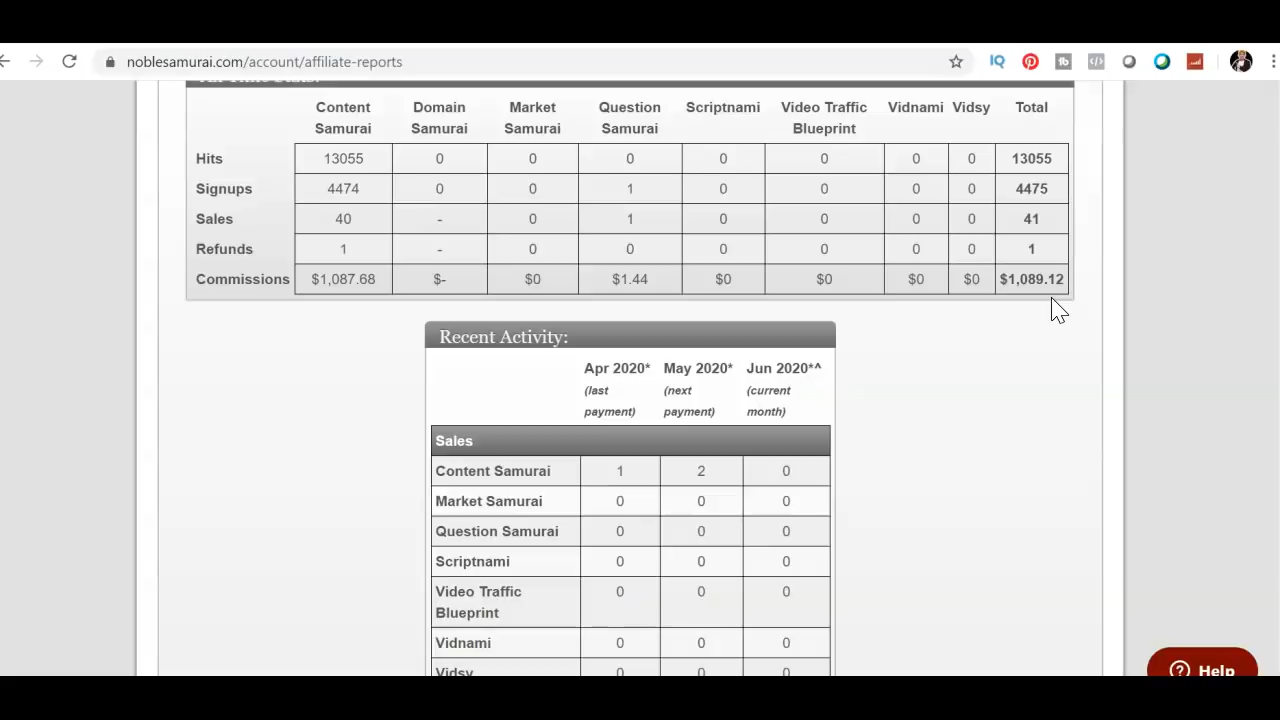 noblesamurai.com/account/affiliate-reports
Content Samurai Domain Samurai Market Samurai Question Samurai Scriptnami Video Traffic Blueprint Vidnami Vidsy Total
Hits 13055 0 0 0 0 0 0 0 13055
Signups 4474 0 0 1 0 0 0 0 4475
Sales 40 - 0 1 0 0 0 0 41
Refunds 1 - 0 0 0 0 0 0 1
Commissions $1,087.68 $- $0 $1.44 $0 $0 $0 $0 $1,089.12
Recent Activity:
Apr 2020* May 2020* Jun 2020*^
(last (next (current
payment) payment) month)
Sales
Content Samurai 1 2 0
Market Samurai 0 0 0
Question Samurai 0 0 0
Scriptnami 0 0 0
Video Traffic 0 0 0
Blueprint
Vidnami 0 0 0
Vidsy 0 0 0
Help